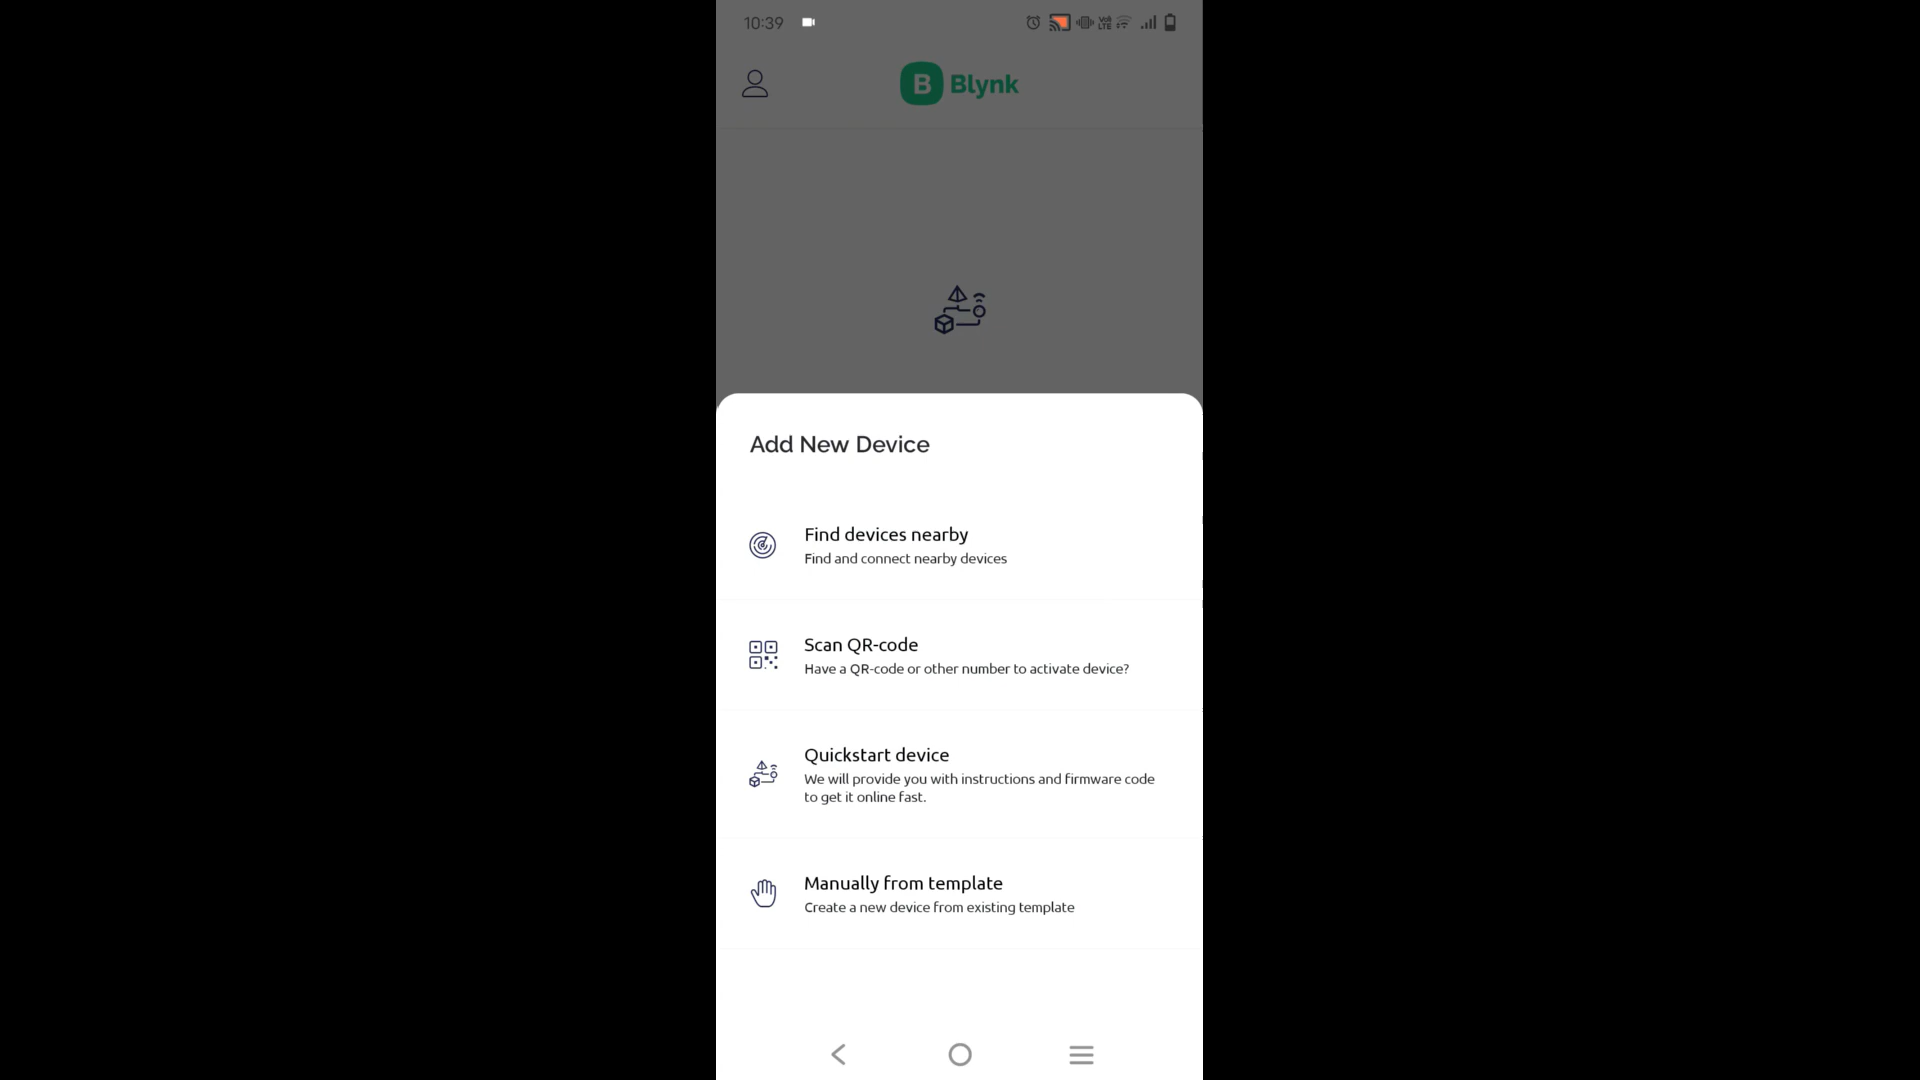 10:39
Vo)) LTE
B Blynk
Add New Device
Find devices nearby
Find and connect nearby devices
Scan QR-code
Have a QR-code or other number to activate device?
Quickstart device
We will provide you with instructions and firmware code
to get it online fast.
Manually from template
Create a new device from existing template